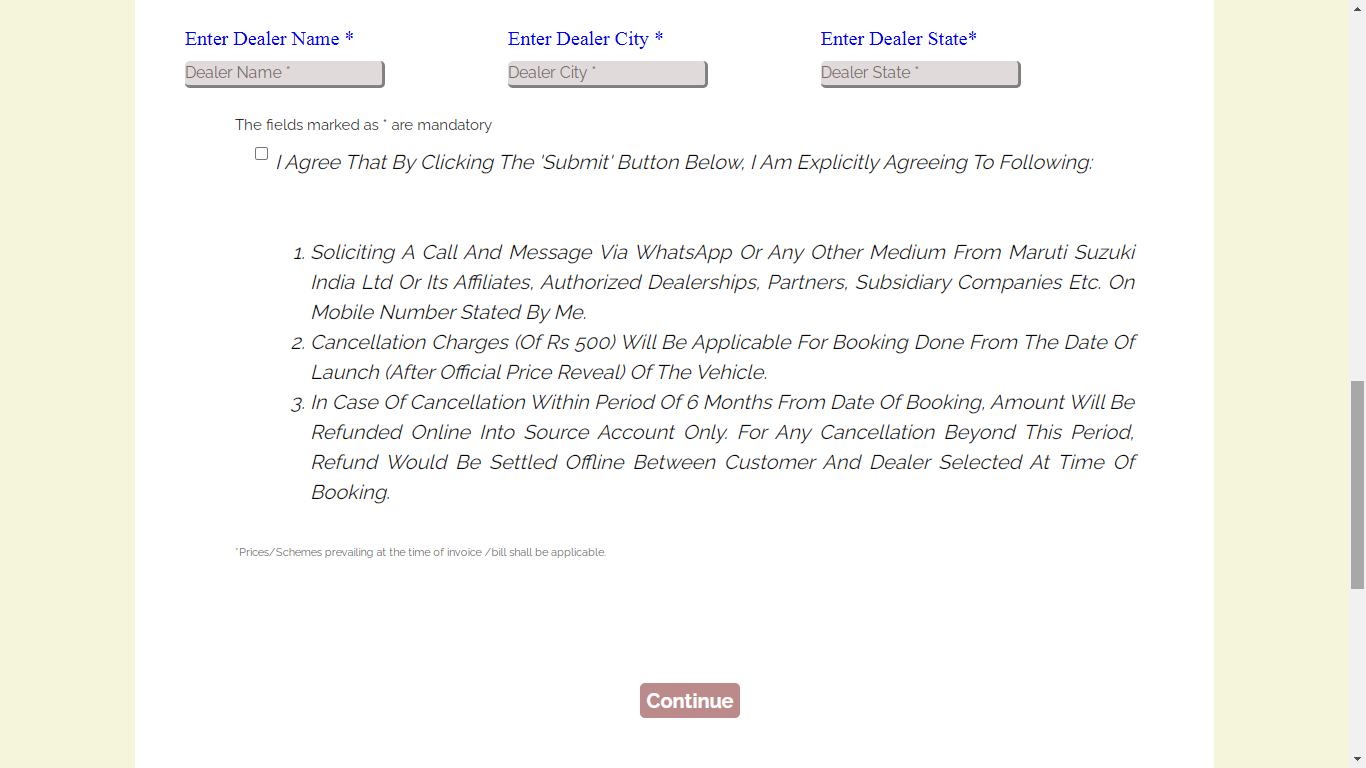 Enter Dealer Name * Enter Dealer City * Enter Dealer State*
Dealer Name * Dealer City * Dealer State *
The fields marked as * are mandatory
I Agree That By Clicking The 'Submit' Button Below, I Am Explicitly Agreeing To Following:
1. Soliciting A Call And Message Via WhatsApp Or Any Other Medium From Maruti Suzuki
India Ltd Or Its Affiliates, Authorized Dealerships, Partners, Subsidiary Companies Etc. On
Mobile Number Stated By Me.
2. Cancellation Charges (Of Rs 500) Will Be Applicable For Booking Done From The Date Of
Launch (After Official Price Reveal) Of The Vehicle.
3. In Case Of Cancellation Within Period Of 6 Months From Date Of Booking, Amount Will Be
Refunded Online Into Source Account Only. For Any Cancellation Beyond This Period,
Refund Would Be Settled Offline Between Customer And Dealer Selected At Time Of
Booking.
*Prices/Schemes prevailing at the time of invoice /bill shall be applicable.
Continue